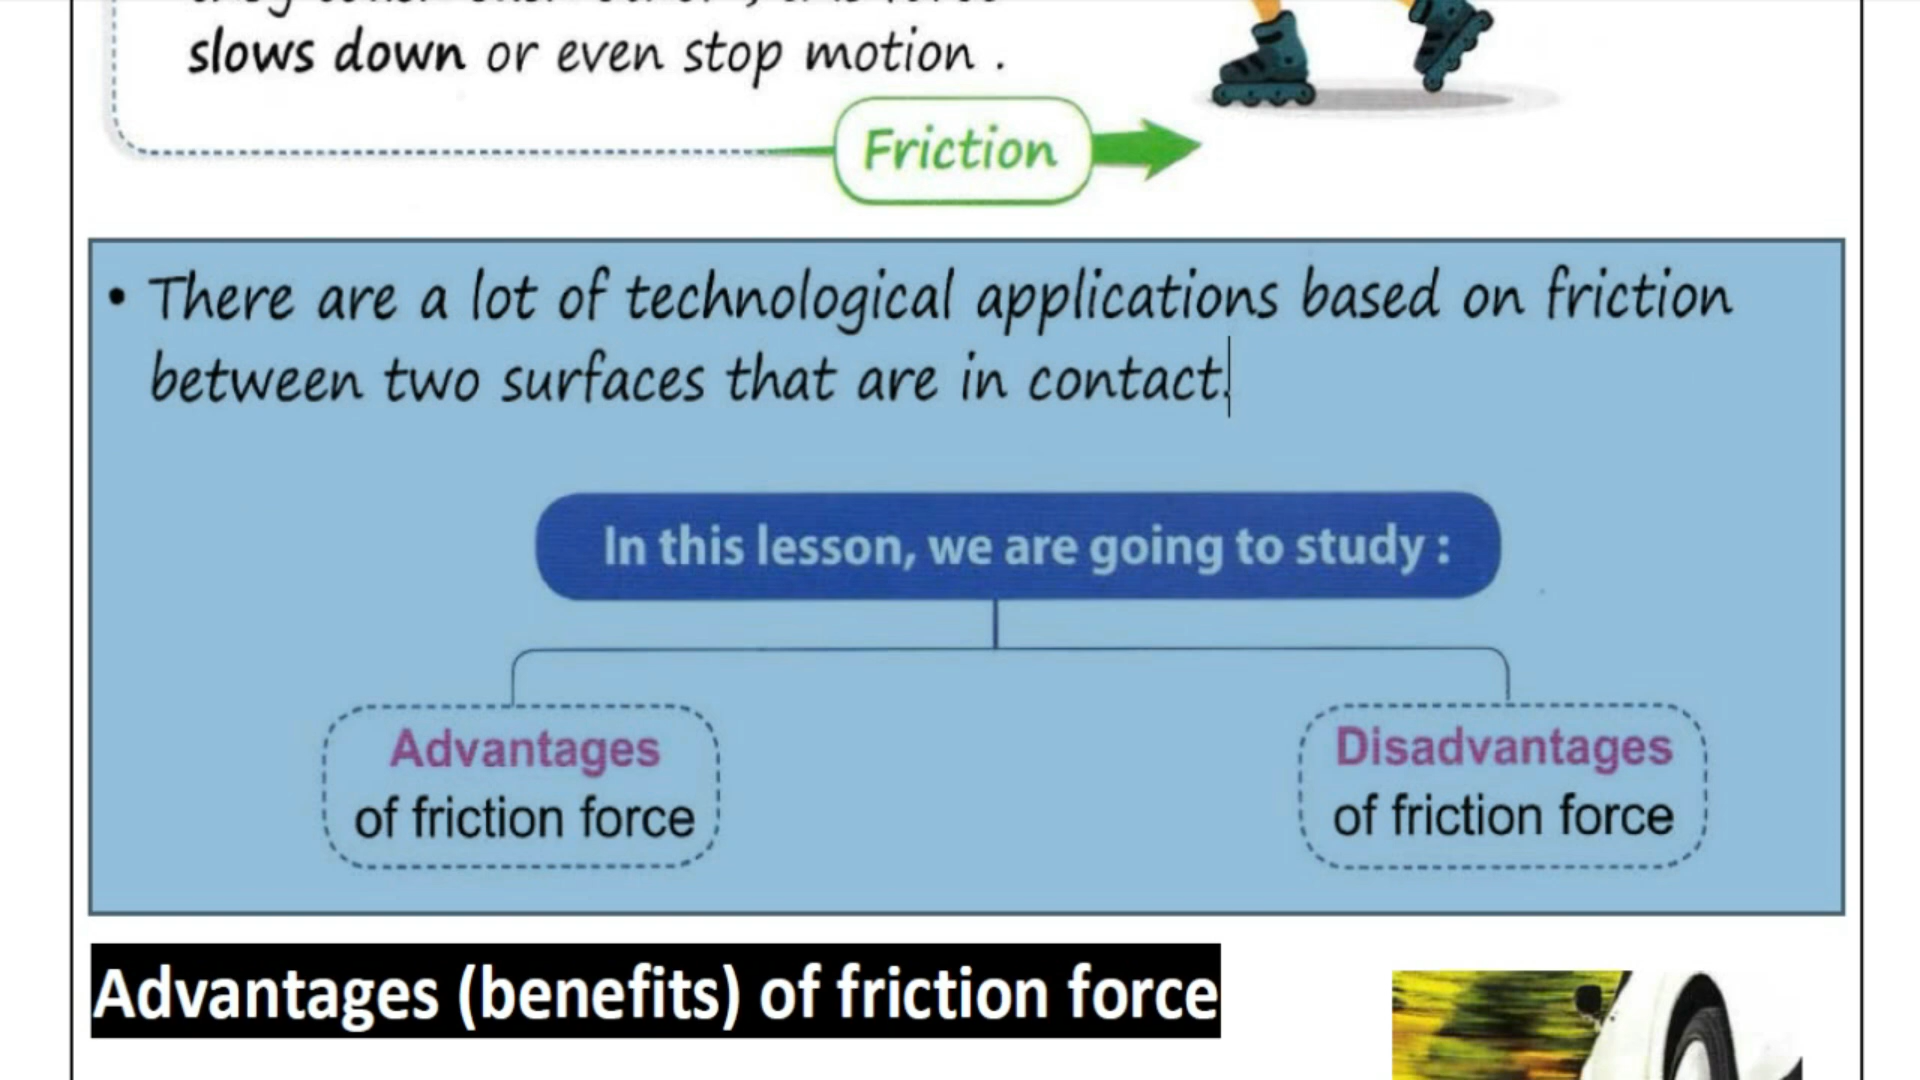 slows down or even stop motion .
Friction
• There are a lot of technological applications based on friction
between two surfaces that are in contact.
In this lesson, we are going to study :
Advantages
of friction force
Disadvantages
of friction force
Advantages (benefits) of friction force